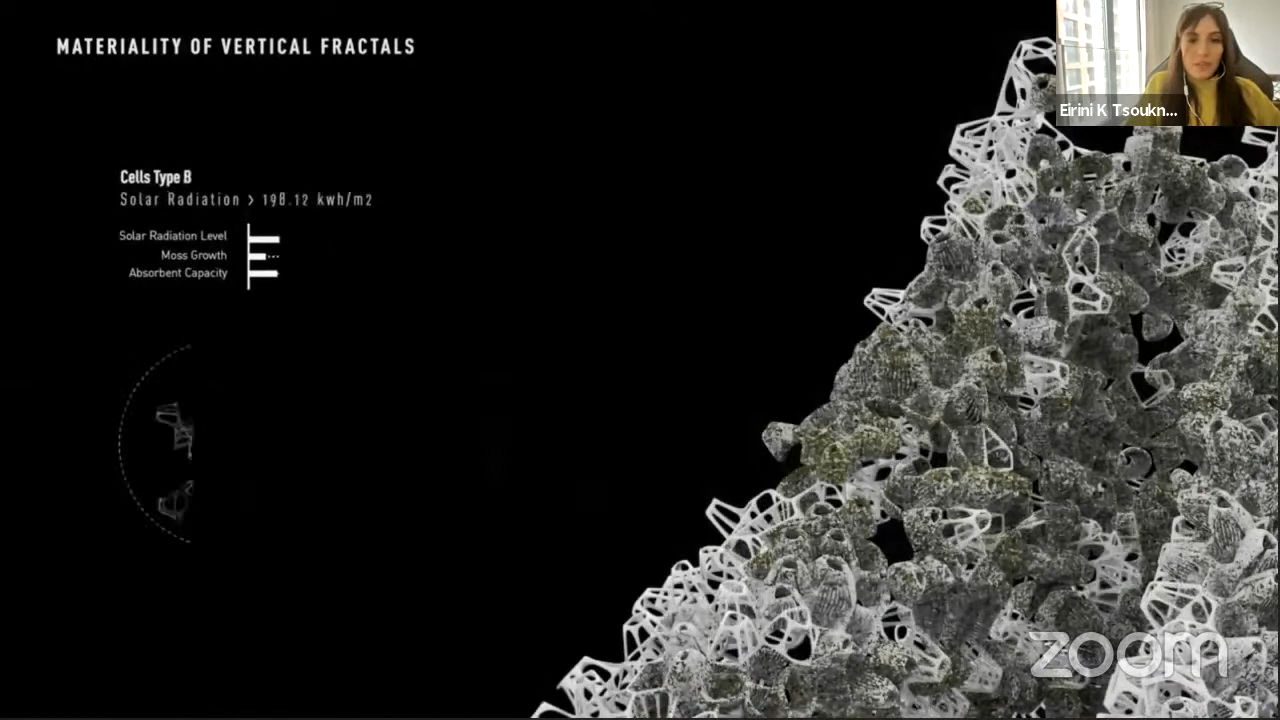 MATERIALITY OF VERTICAL FRACTALS
Eirini K Tsoukn...
Cells Type B
Solar Radiation > 198.12 kwh/m2
Solar Radiation Level
Moss Growth
Absorbent Capacity
zoom